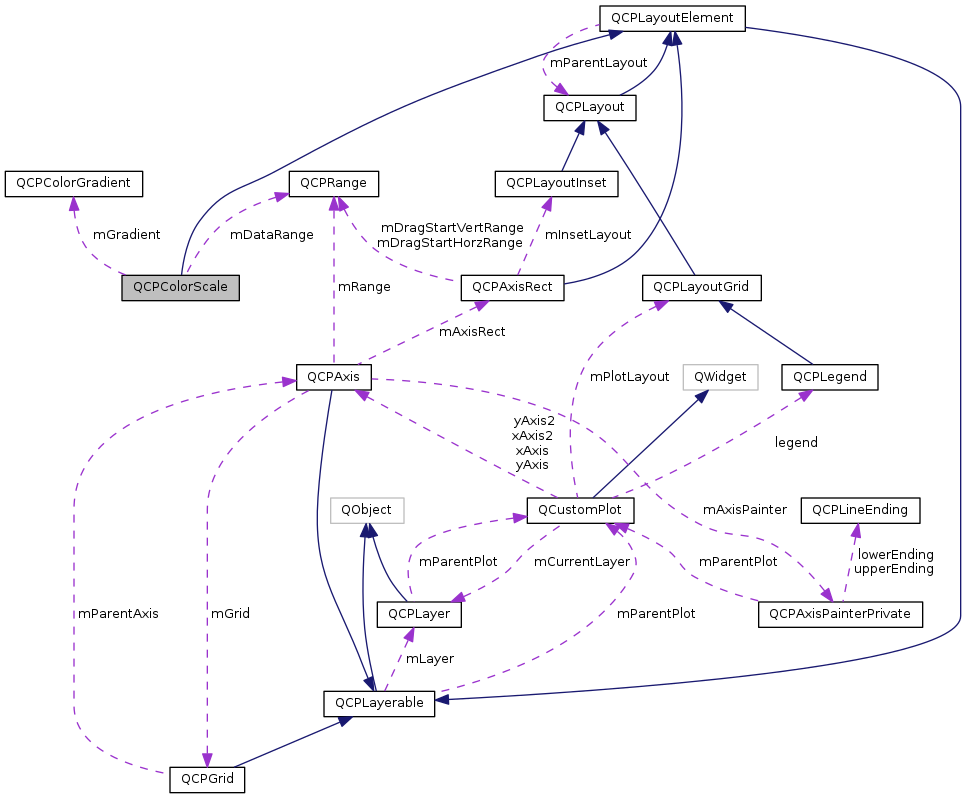 QCPLayoutElement
mParentLayout
QCPLayout
QCPColorGradient
QCPRange
QCPLayoutInset
mGradient
mDataRange
mDragStartVertRange
mDragStartHorzRange
mInsetLayout
QCPColorScale
QCPAxisRect
QCPLayoutGrid
mRange
mAxisRect
QCPAxis
mPlotLayout
QWidget
QCPLegend
yAxis2
xAxis2
xAxis
yAxis
legend
QObject
QCustomPlot
mAxisPainter
QCPLineEnding
mParentPlot
mCurrentLayer
mParentPlot
lowerEnding
upperEnding
mParentAxis
mGrid
QCPLayer
mParentPlot
QCPAxisPainterPrivate
mLayer
QCPLayerable
QCPGrid